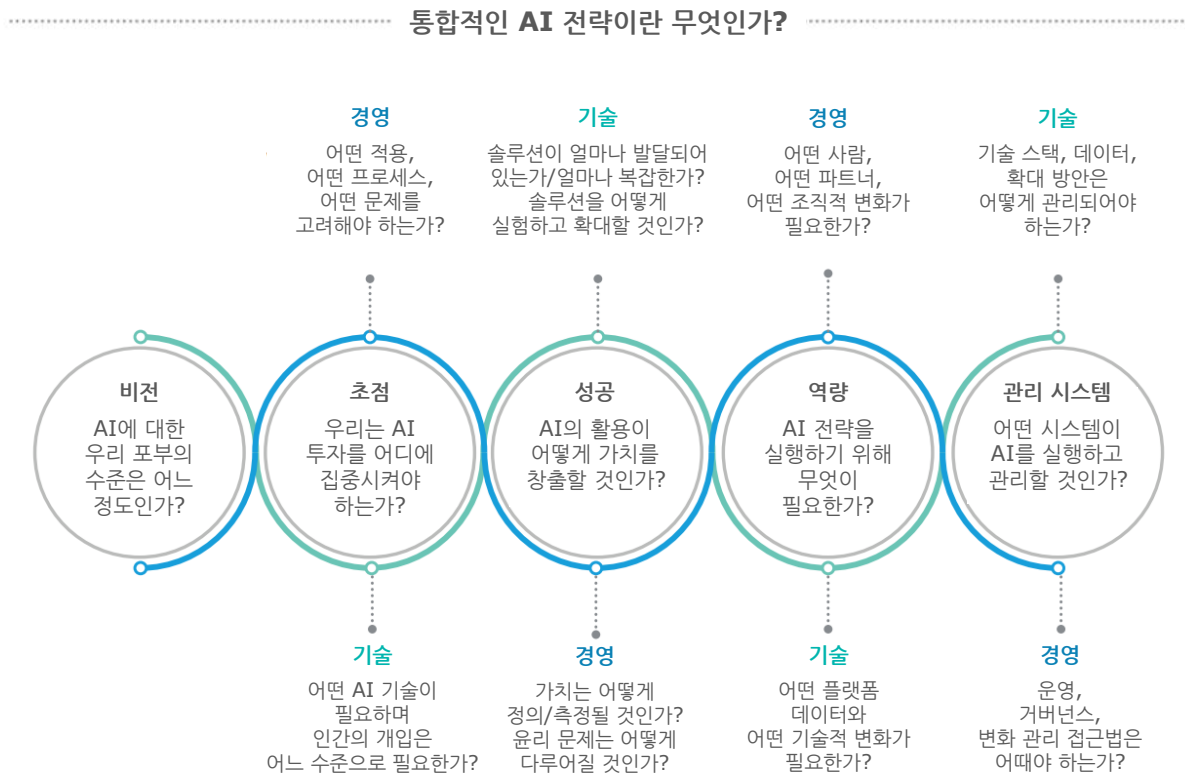 통합적인 AI 전략이란 무엇인가?
경영
어떤 적용,
어떤 프로세스,
어떤 문제를
고려해야 하는가?
기술
솔루션이 얼마나 발달되어
있는가/얼마나 복잡한가?
솔루션을 어떻게
실험하고 확대할 것인가?
경영
어떤 사람,
어떤 파트너,
어떤 조직적 변화가
필요한가?
기술
기술 스택, 데이터,
확대 방안은
어떻게 관리되어야
하는가?
비전
AI에 대한
우리 포부의
수준은 어느
정도인가?
초점
우리는 AI
투자를 어디에
집중시켜야
하는가?
성공
AI의 활용이
어떻게 가치를
창출할 것인가?
역량
AI 전략을
실행하기 위해
무엇이
필요한가?
관리 시스템
어떤 시스템이
AI를 실행하고
관리할 것인가?
기술
어떤 AI 기술이
필요하며
인간의 개입은
어느 수준으로 필요한가?
경영
가치는 어떻게
정의/측정될 것인가?
윤리 문제는 어떻게
다루어질 것인가?
기술
어떤 플랫폼
데이터와
어떤 기술적 변화가
필요한가?
경영
운영,
거버넌스,
변화 관리 접근법은
어때야 하는가?